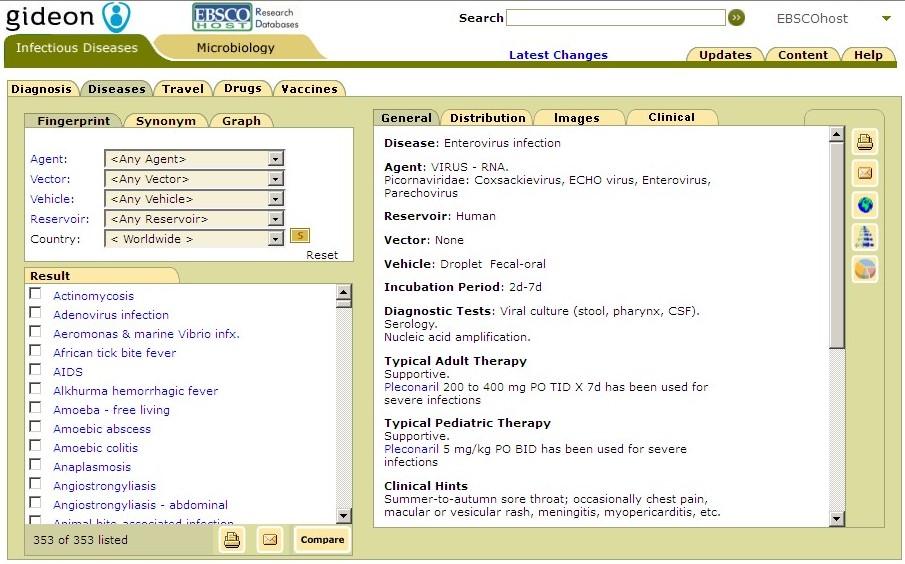 gideon
EBSCO HOST Research Databases
Search
EBSCOhost
Infectious Diseases
Microbiology
Latest Changes
Updates
Content
Help
Diagnosis
Diseases
Travel
Drugs
Vaccines
Fingerprint
Synonym
Graph
Agent: <Any Agent>
Vector: <Any Vector>
Vehicle: <Any Vehicle>
Reservoir: <Any Reservoir>
Country: < Worldwide > S
Reset
Result
Actinomycosis
Adenovirus infection
Aeromonas & marine Vibrio infx.
African tick bite fever
AIDS
Alkhurma hemorrhagic fever
Amoeba - free living
Amoebic abscess
Amoebic colitis
Anaplasmosis
Angiostrongyliasis
Angiostrongyliasis - abdominal
Animal bite-associated infection
353 of 353 listed
Compare
General
Distribution
Images
Clinical
Disease: Enterovirus infection
Agent: VIRUS - RNA.
Picornaviridae: Coxsackievirus, ECHO virus, Enterovirus,
Parechovirus
Reservoir: Human
Vector: None
Vehicle: Droplet Fecal-oral
Incubation Period: 2d-7d
Diagnostic Tests: Viral culture (stool, pharynx, CSF).
Serology.
Nucleic acid amplification.
Typical Adult Therapy
Supportive.
Pleconaril 200 to 400 mg PO TID X 7d has been used for
severe infections
Typical Pediatric Therapy
Supportive.
Pleconaril 5 mg/kg PO BID has been used for severe
infections
Clinical Hints
Summer-to-autumn sore throat; occasionally chest pain,
macular or vesicular rash, meningitis, myopericarditis, etc.